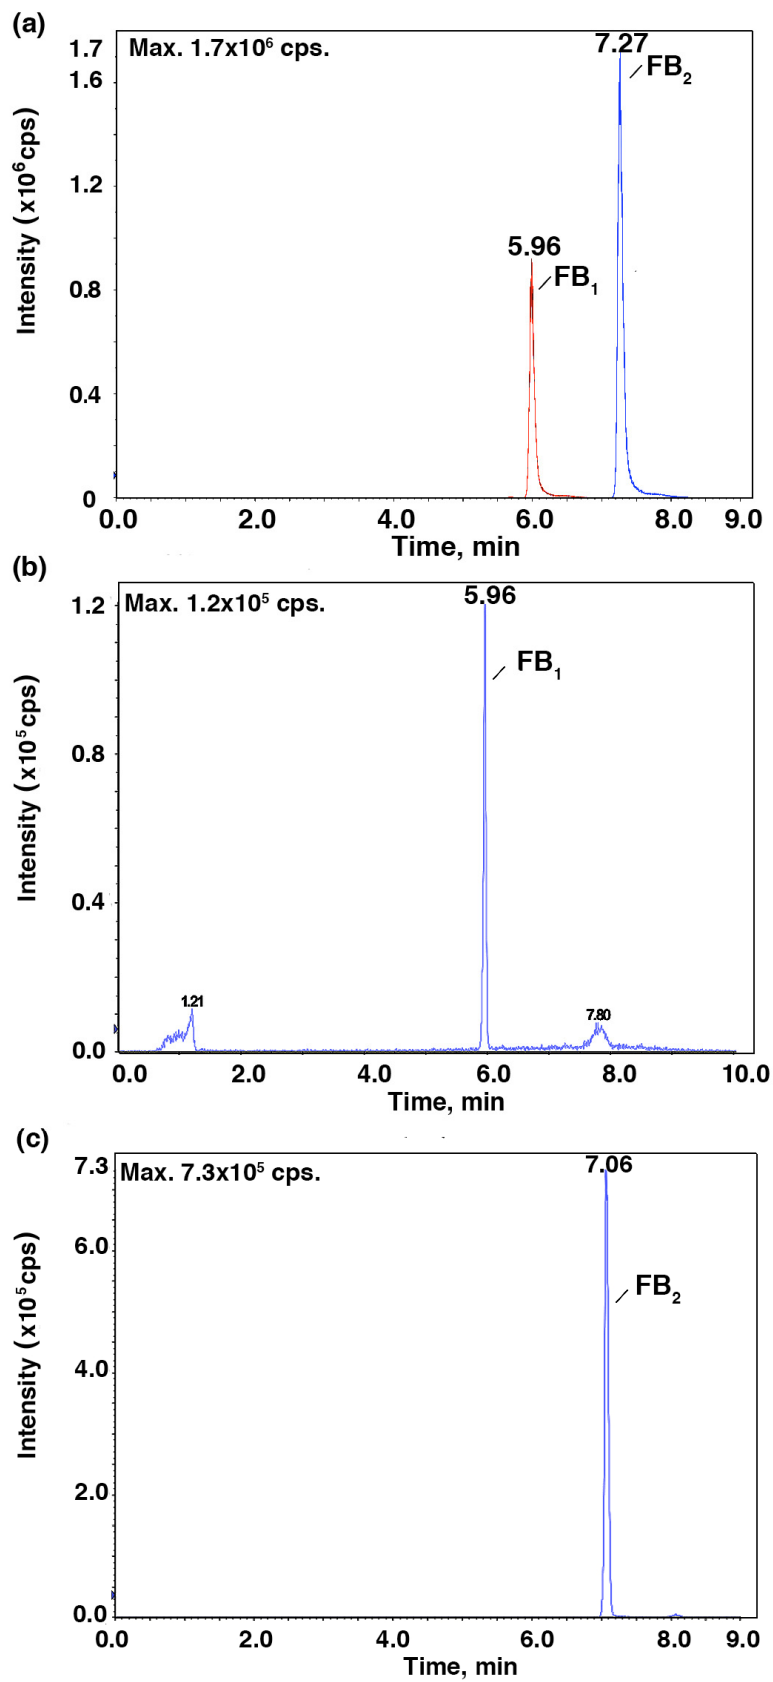 (a)
Max. 1.7x10⁶ cps.
7.27
FB₂
5.96
FB₁
1.7
1.6
1.2
0.8
0.4
0
Intensity (x10⁶cps)
0.0 2.0 4.0 6.0 8.0 9.0
Time, min
(b)
Max. 1.2x10⁵ cps.
5.96
FB₁
1.21
7.80
1.2
0.8
0.4
0.0
Intensity (x10⁵cps)
0.0 2.0 4.0 6.0 8.0 10.0
Time, min
(c)
Max. 7.3x10⁵ cps.
7.06
FB₂
7.3
6.0
4.0
2.0
0.0
Intensity (x10⁵cps)
0.0 2.0 4.0 6.0 8.0 9.0
Time, min